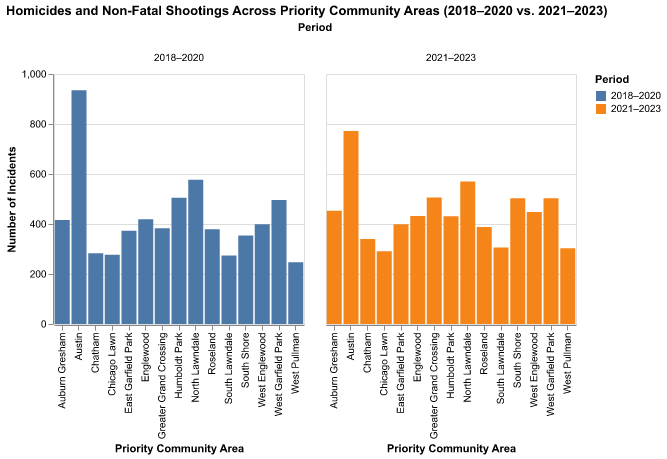 Homicides and Non-Fatal Shootings Across Priority Community Areas (2018–2020 vs. 2021–2023)
Period
2018–2020
2021–2023
Period
2018–2020
2021–2023
Number of Incidents
1,000
800
600
400
200
0
Auburn Gresham
Austin
Chatham
Chicago Lawn
East Garfield Park
Englewood
Greater Grand Crossing
Humboldt Park
North Lawndale
Roseland
South Lawndale
South Shore
West Englewood
West Garfield Park
West Pullman
Auburn Gresham
Austin
Chatham
Chicago Lawn
East Garfield Park
Englewood
Greater Grand Crossing
Humboldt Park
North Lawndale
Roseland
South Lawndale
South Shore
West Englewood
West Garfield Park
West Pullman
Priority Community Area
Priority Community Area